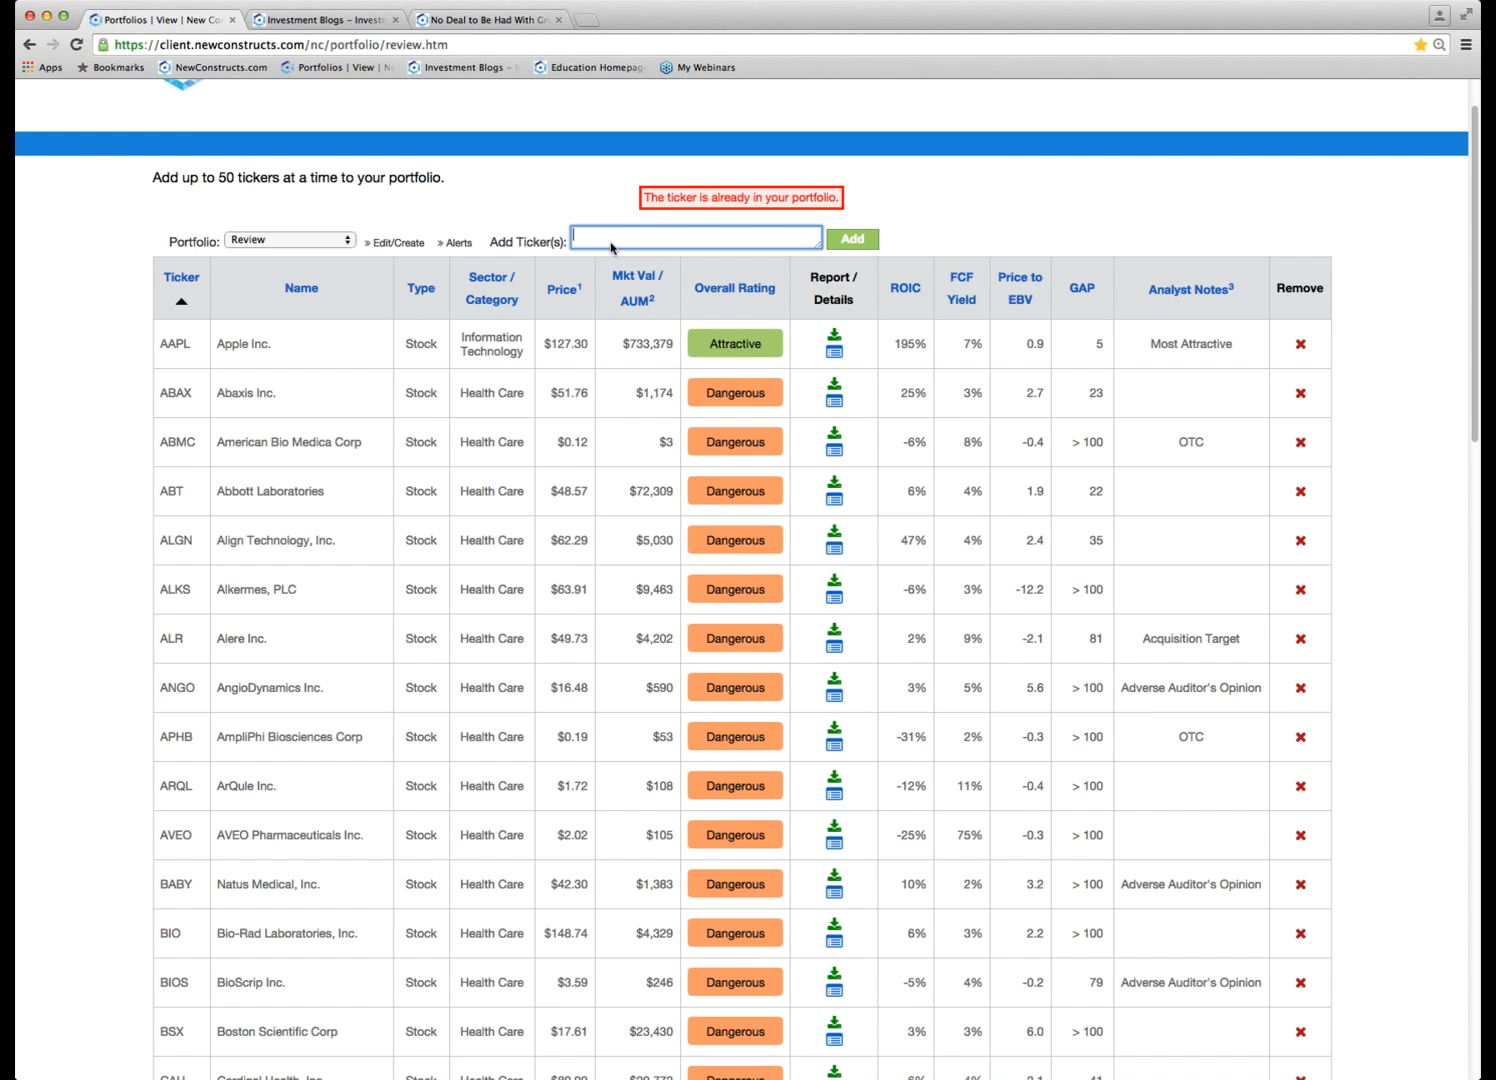 Portfolios | View | New Co
Investment Blogs – Invest
No Deal to Be Had With G
https://client.newconstructs.com/nc/portfolio/review.htm
Apps Bookmarks NewConstructs.com Portfolios | View | N Investment Blogs – Education Homepag My Webinars
Add up to 50 tickers at a time to your portfolio.
The ticker is already in your portfolio.
Portfolio: Review » Edit/Create » Alerts Add Ticker(s): Add
Ticker Name Type Sector / Category Price1 Mkt Val / AUM2 Overall Rating Report / Details ROIC FCF Yield Price to EBV GAP Analyst Notes3 Remove
AAPL Apple Inc. Stock Information Technology $127.30 $733,379 Attractive 195% 7% 0.9 5 Most Attractive
ABAX Abaxis Inc. Stock Health Care $51.76 $1,174 Dangerous 25% 3% 2.7 23
ABMC American Bio Medica Corp Stock Health Care $0.12 $3 Dangerous -6% 8% -0.4 > 100 OTC
ABT Abbott Laboratories Stock Health Care $48.57 $72,309 Dangerous 6% 4% 1.9 22
ALGN Align Technology, Inc. Stock Health Care $62.29 $5,030 Dangerous 47% 4% 2.4 35
ALKS Alkermes, PLC Stock Health Care $63.91 $9,463 Dangerous -6% 3% -12.2 > 100
ALR Alere Inc. Stock Health Care $49.73 $4,202 Dangerous 2% 9% -2.1 81 Acquisition Target
ANGO AngioDynamics Inc. Stock Health Care $16.48 $590 Dangerous 3% 5% 5.6 > 100 Adverse Auditor's Opinion
APHB AmpliPhi Biosciences Corp Stock Health Care $0.19 $53 Dangerous -31% 2% -0.3 > 100 OTC
ARQL ArQule Inc. Stock Health Care $1.72 $108 Dangerous -12% 11% -0.4 > 100
AVEO AVEO Pharmaceuticals Inc. Stock Health Care $2.02 $105 Dangerous -25% 75% -0.3 > 100
BABY Natus Medical, Inc. Stock Health Care $42.30 $1,383 Dangerous 10% 2% 3.2 > 100 Adverse Auditor's Opinion
BIO Bio-Rad Laboratories, Inc. Stock Health Care $148.74 $4,329 Dangerous 6% 3% 2.2 > 100
BIOS BioScrip Inc. Stock Health Care $3.59 $246 Dangerous -5% 4% -0.2 79 Adverse Auditor's Opinion
BSX Boston Scientific Corp Stock Health Care $17.61 $23,430 Dangerous 3% 3% 6.0 > 100